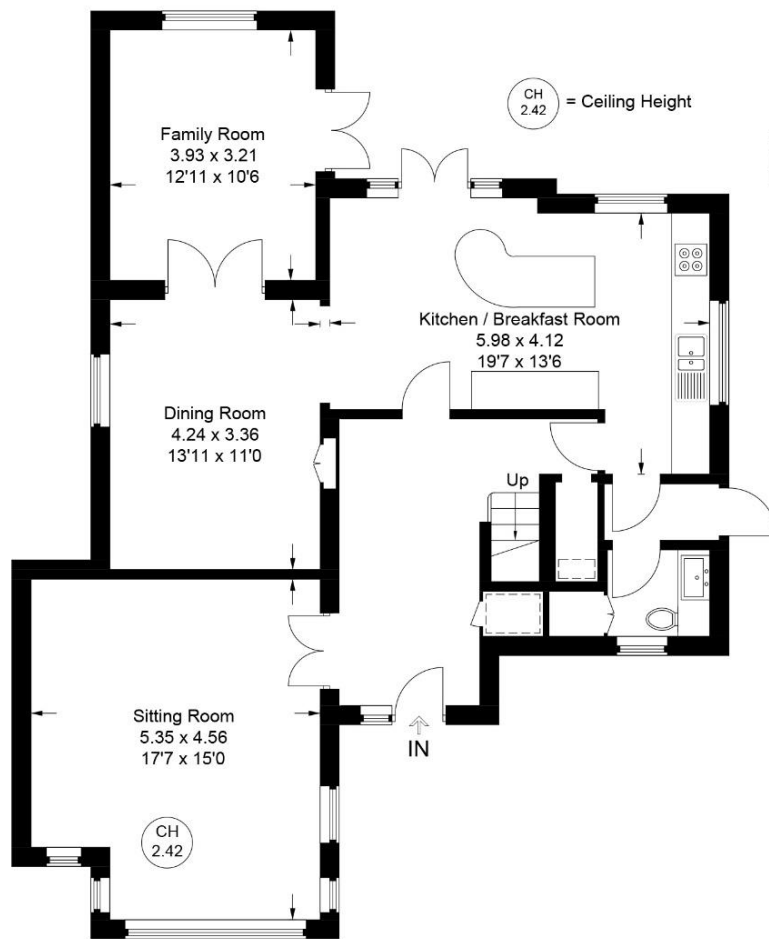 CH
2.42
= Ceiling Height
Family Room
3.93 x 3.21
12'11 x 10'6
Kitchen / Breakfast Room
5.98 x 4.12
19'7 x 13'6
Dining Room
4.24 x 3.36
13'11 x 11'0
Up
Sitting Room
5.35 x 4.56
17'7 x 15'0
IN
CH
2.42